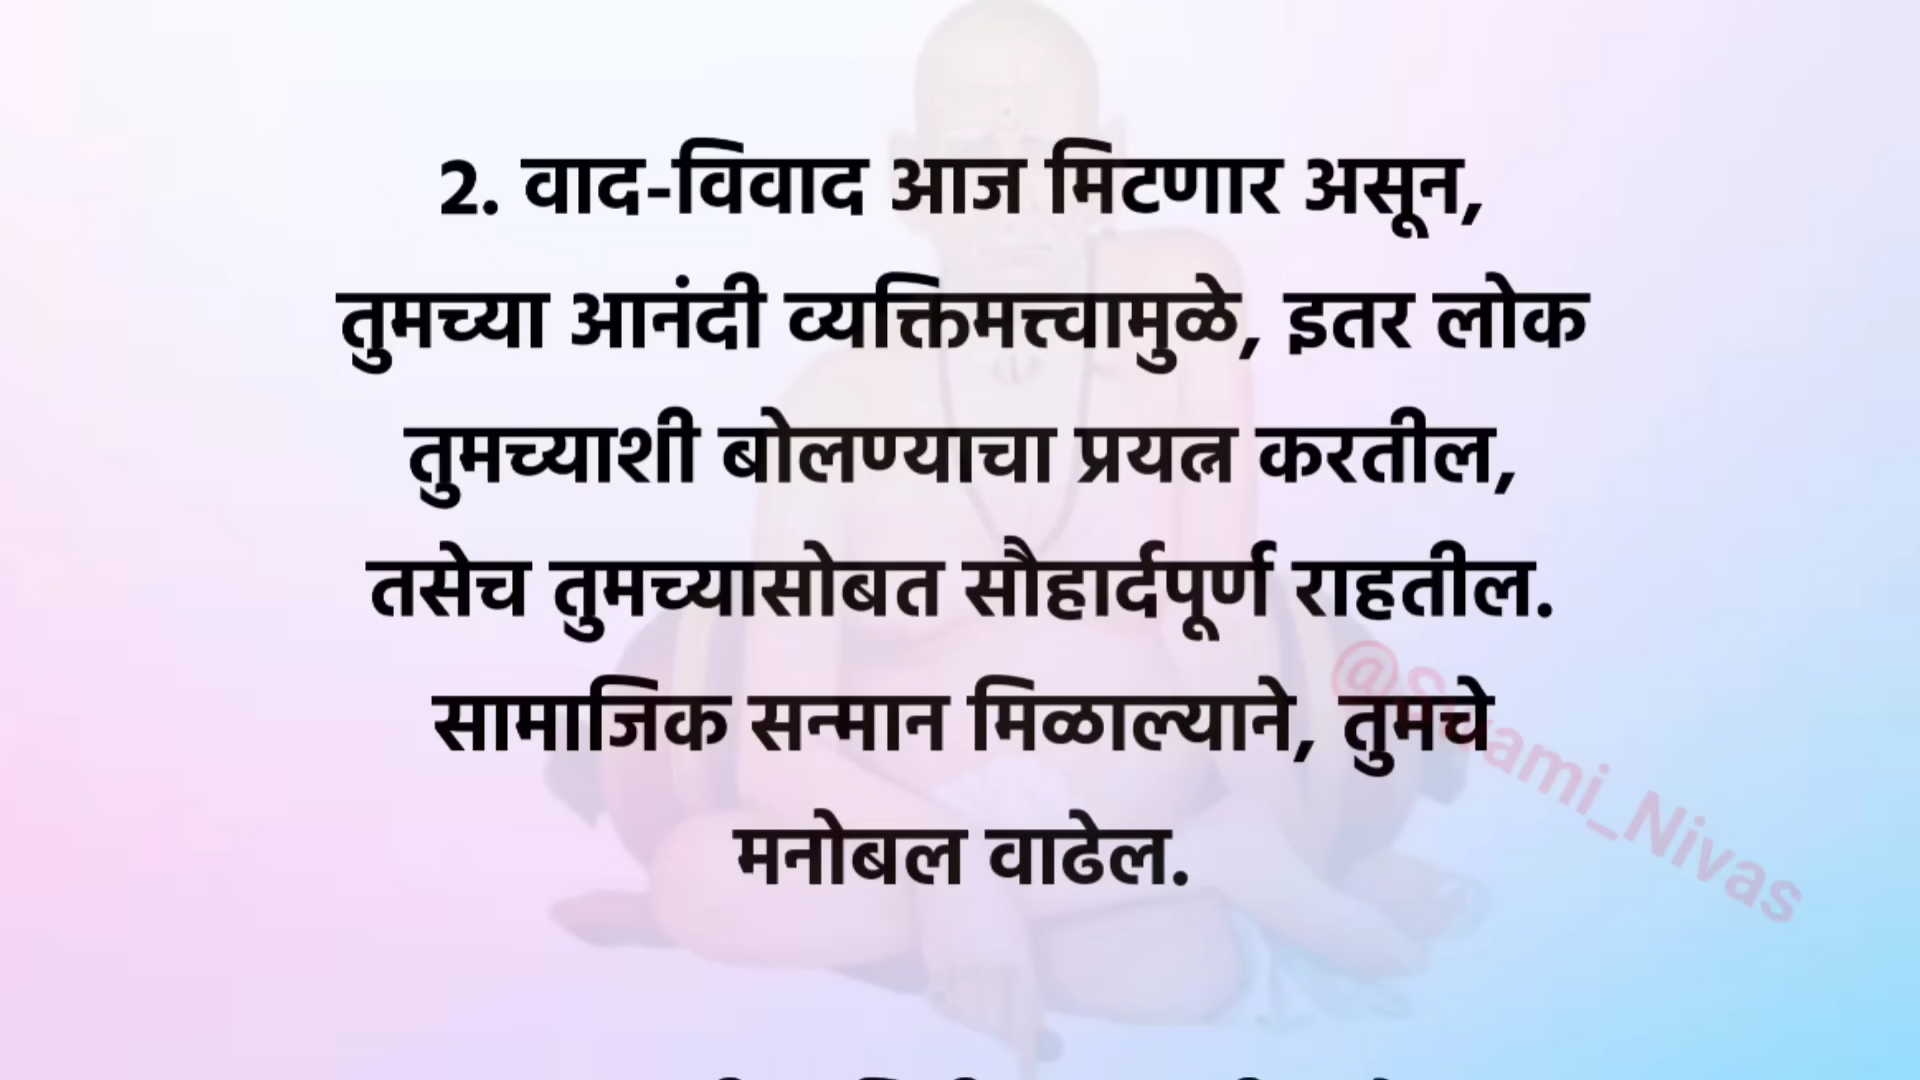 2. वाद-विवाद आज मिटणार असून,
तुमच्या आनंदी व्यक्तिमत्त्वामुळे, इतर लोक
तुमच्याशी बोलण्याचा प्रयत्न करतील,
तसेच तुमच्यासोबत सौहार्दपूर्ण राहतील.
सामाजिक सन्मान मिळाल्याने, तुमचे
मनोबल वाढेल.
@Swami_Nivas